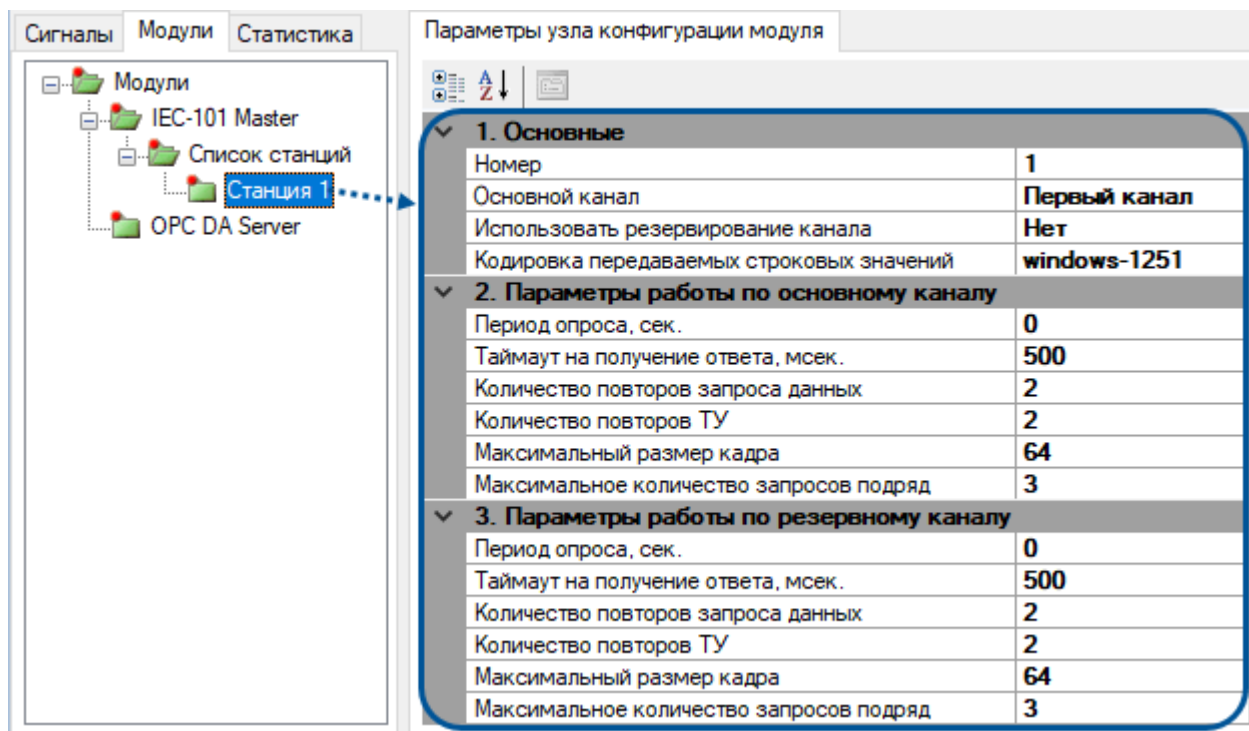 Сигналы Модули Статистика
Модули
IEC-101 Master
Список станций
Станция 1
OPC DA Server
Параметры узла конфигурации модуля
1. Основные
Номер 1
Основной канал Первый канал
Использовать резервирование канала Нет
Кодировка передаваемых строковых значений windows-1251
2. Параметры работы по основному каналу
Период опроса, сек. 0
Таймаут на получение ответа, мсек. 500
Количество повторов запроса данных 2
Количество повторов ТУ 2
Максимальный размер кадра 64
Максимальное количество запросов подряд 3
3. Параметры работы по резервному каналу
Период опроса, сек. 0
Таймаут на получение ответа, мсек. 500
Количество повторов запроса данных 2
Количество повторов ТУ 2
Максимальный размер кадра 64
Максимальное количество запросов подряд 3